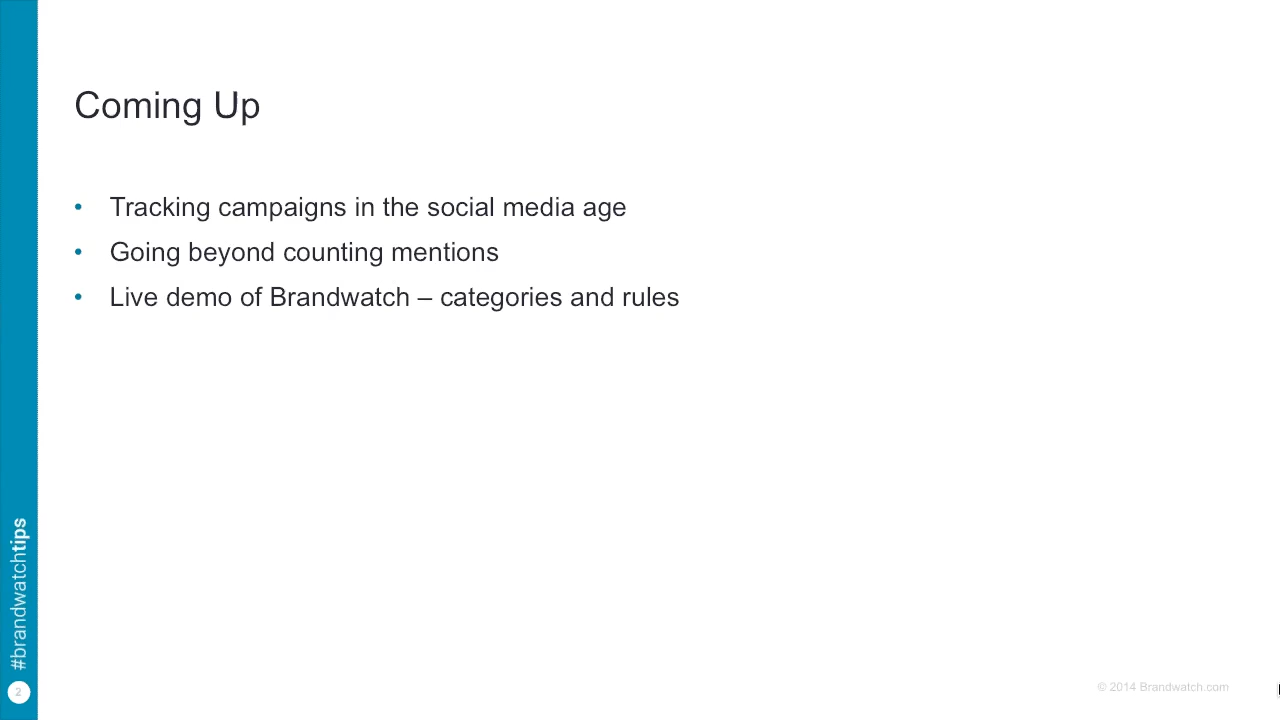 Coming Up
• Tracking campaigns in the social media age
• Going beyond counting mentions
• Live demo of Brandwatch – categories and rules
#brandwatchtips
2
© 2014 Brandwatch.com